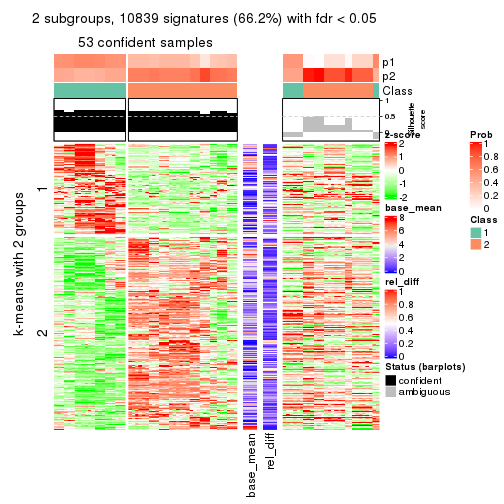 2 subgroups, 10839 signatures (66.2%) with fdr < 0.05
53 confident samples
p1
p2
Class
1
0.5
0
Silhouette
score
k-means with 2 groups
1
2
base_mean
rel_diff
z-score
2
1
0
-1
-2
base_mean
8
6
4
2
0
rel_diff
1
0.8
0.6
0.4
0.2
0
Status (barplots)
confident
ambiguous
Prob
1
0.8
0.6
0.4
0.2
0
Class
1
2